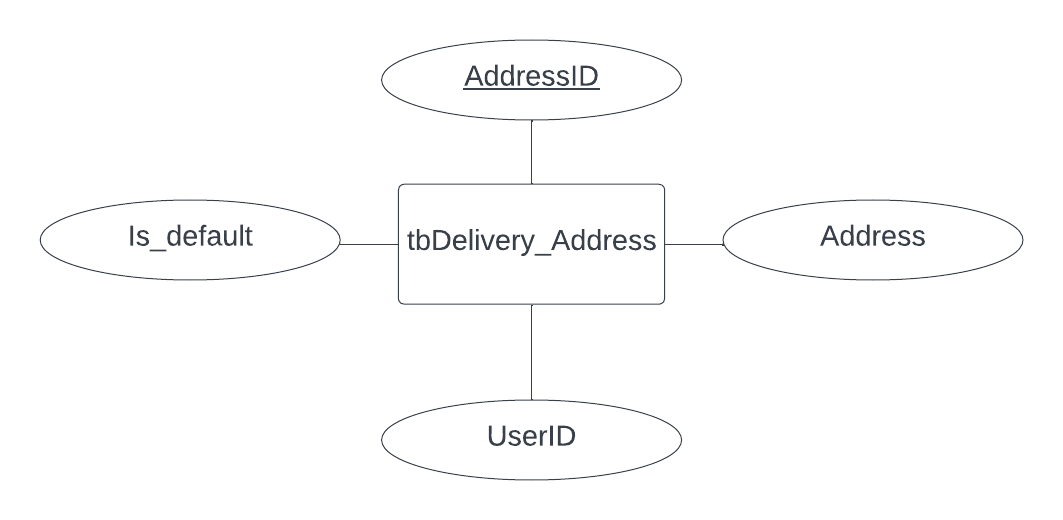 AddressID
Is_default
tbDelivery_Address
Address
UserID